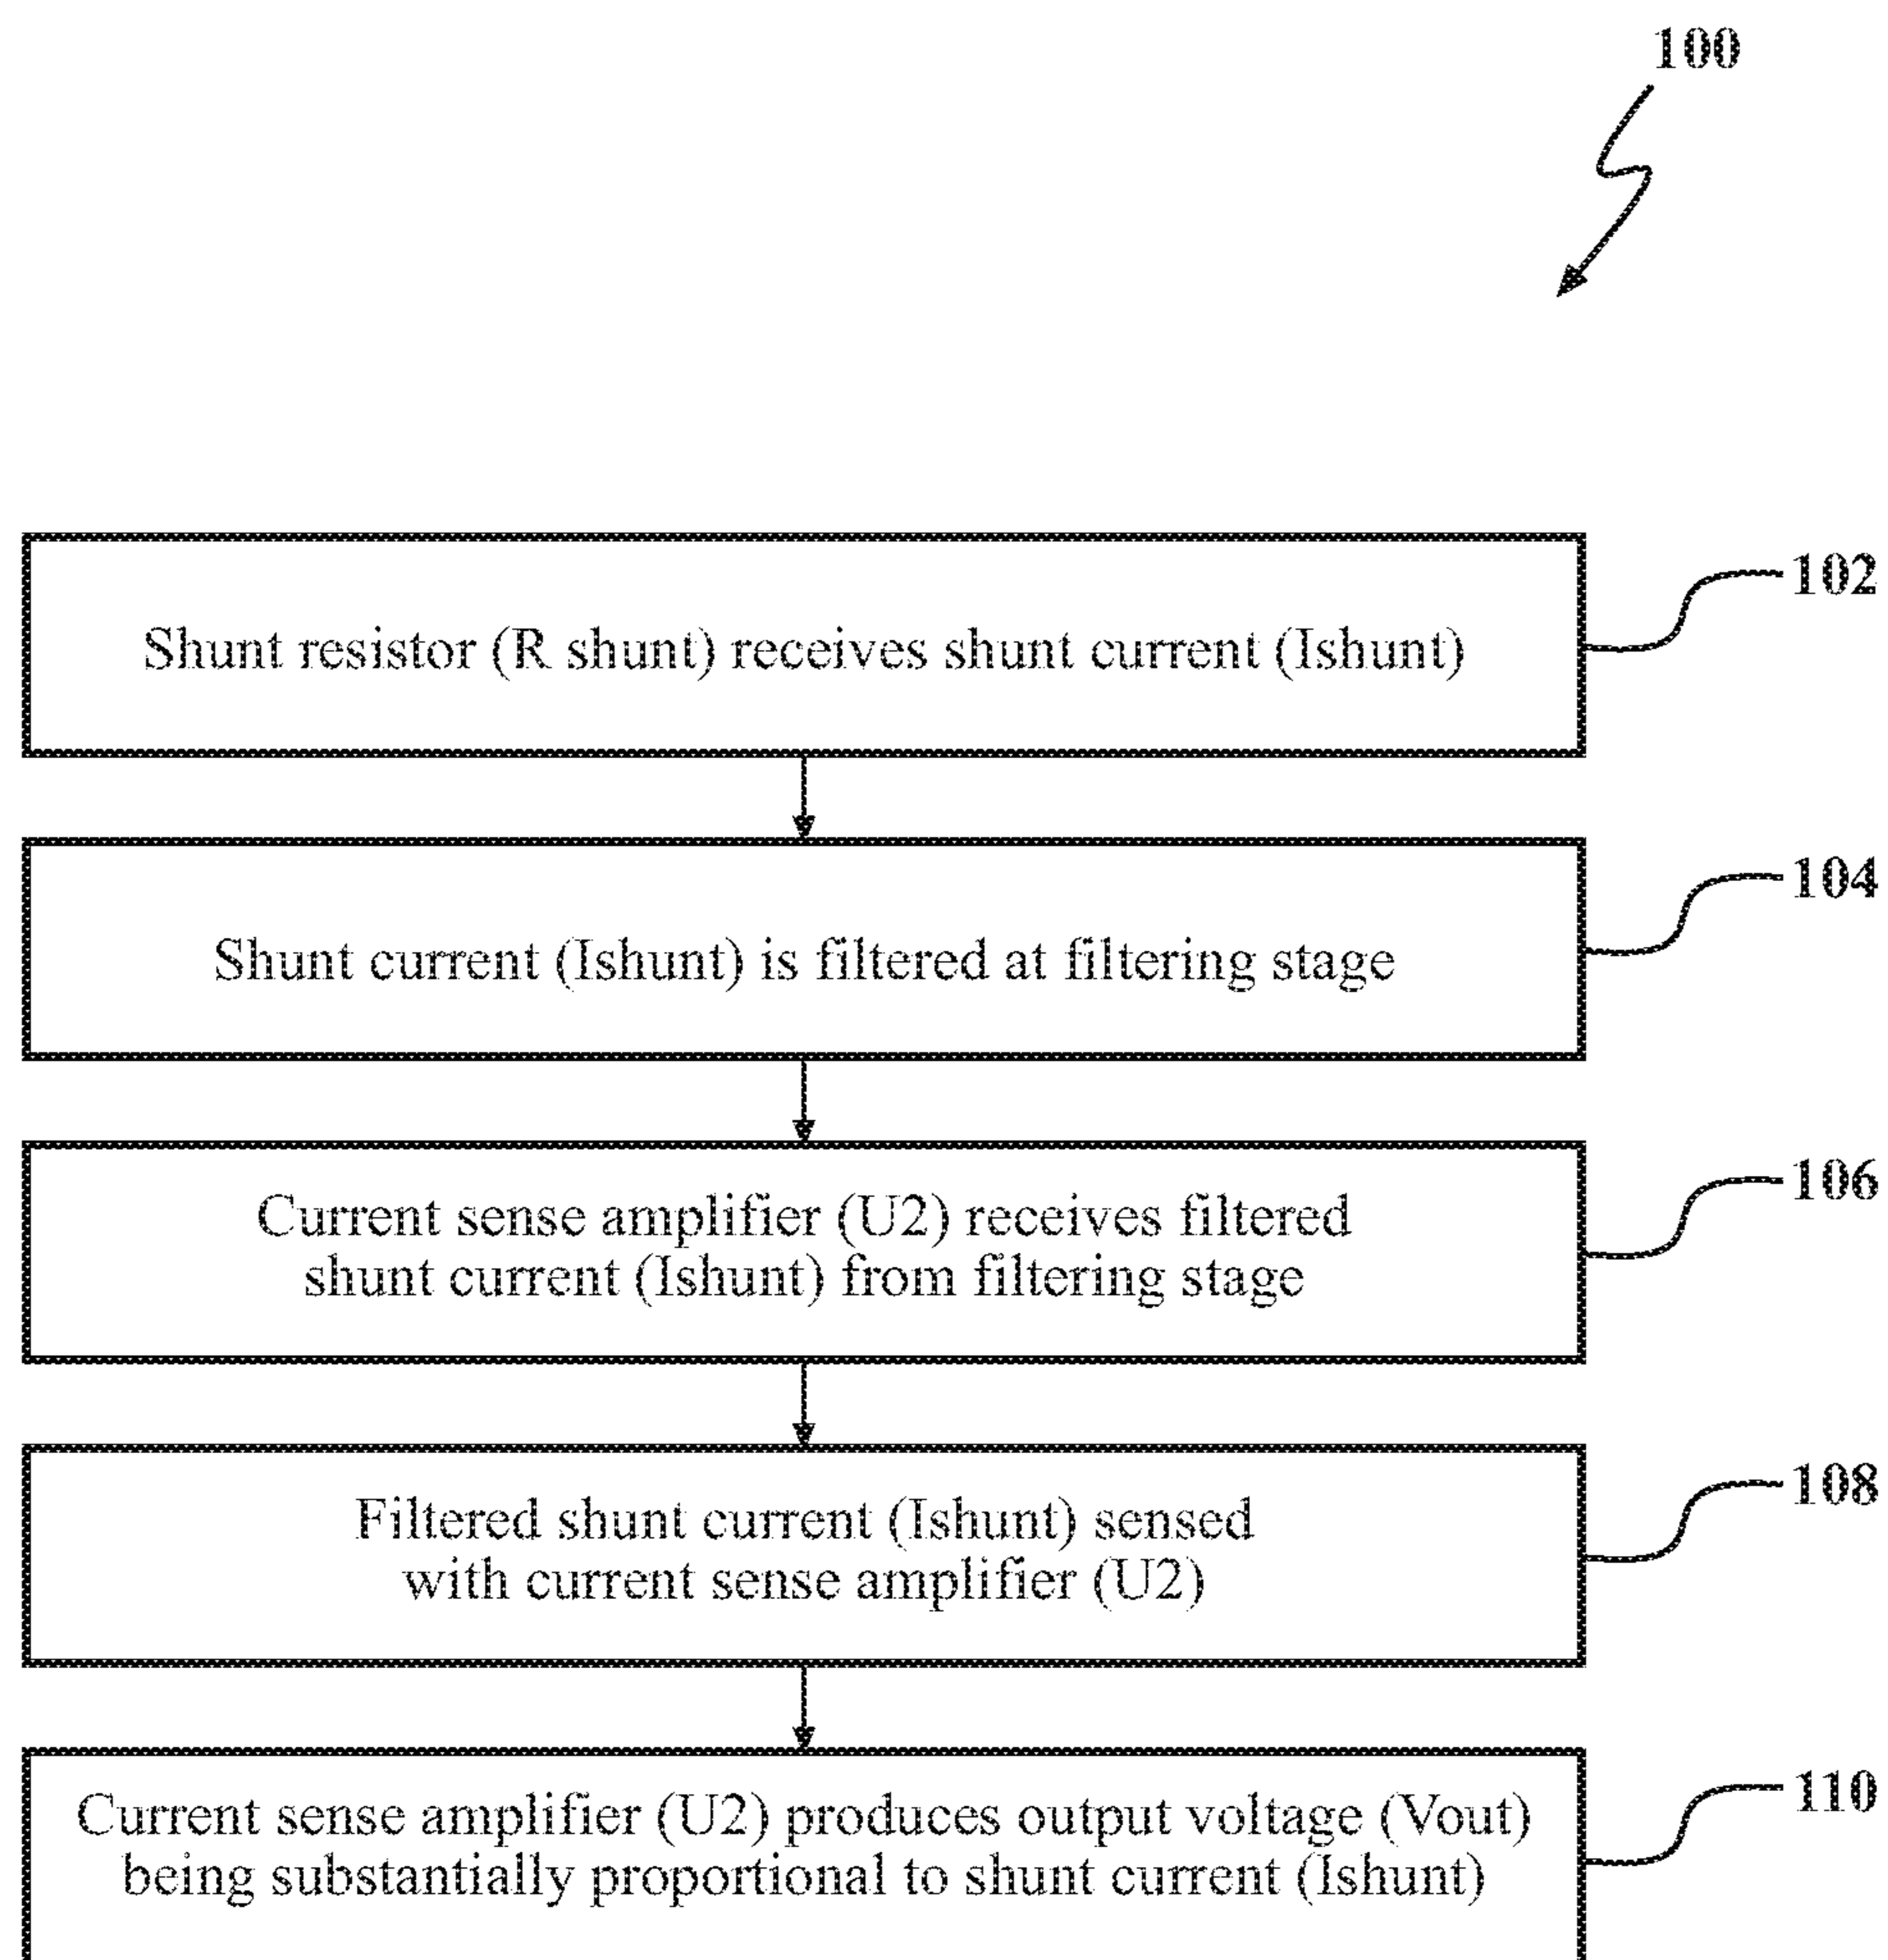 100
Shunt resistor (R shunt) receives shunt current (Ishunt)
102
Shunt current (Ishunt) is filtered at filtering stage
104
Current sense amplifier (U2) receives filtered
shunt current (Ishunt) from filtering stage
106
Filtered shunt current (Ishunt) sensed
with current sense amplifier (U2)
108
Current sense amplifier (U2) produces output voltage (Vout)
being substantially proportional to shunt current (Ishunt)
110